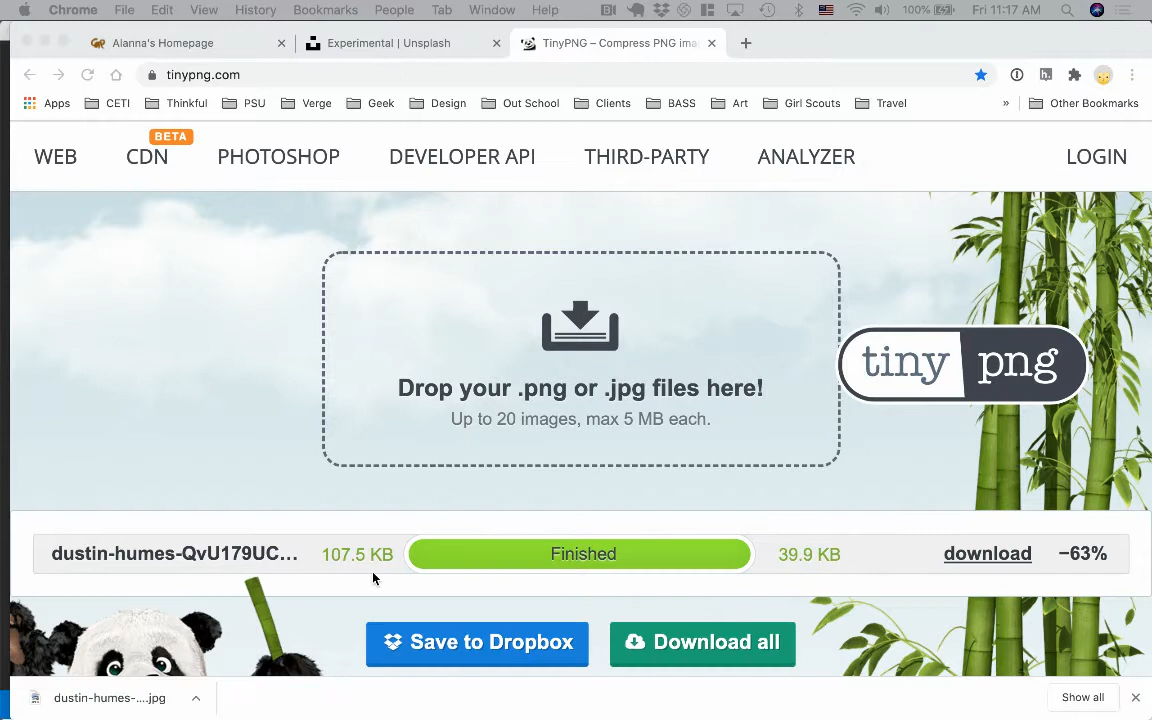 Chrome File Edit View History Bookmarks People Tab Window Help 100% Fri 11:17 AM
Alanna's Homepage Experimental | Unsplash TinyPNG – Compress PNG ima
tinypng.com
Apps CETI Thinkful PSU Verge Geek Design Out School Clients BASS Art Girl Scouts Travel » Other Bookmarks
BETA
WEB CDN PHOTOSHOP DEVELOPER API THIRD-PARTY ANALYZER LOGIN
Drop your .png or .jpg files here!
Up to 20 images, max 5 MB each.
tiny png
dustin-humes-QvU179UC... 107.5 KB Finished 39.9 KB download −63%
Save to Dropbox Download all
dustin-humes-....jpg Show all